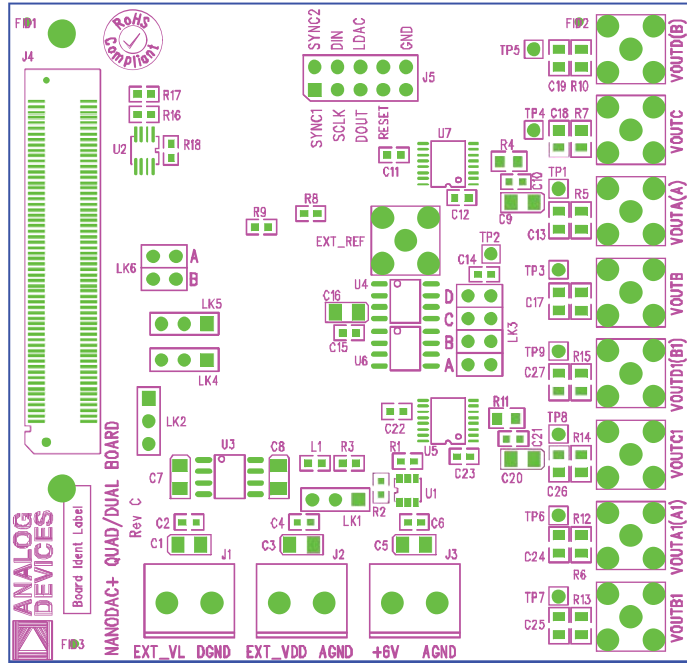 FID1
RoHS
Compliant
J4
SYNC2
DIN
LDAC
GND
J5
SYNC1
SCLK
DOUT
RESET
FID2
TP5
C19
R10
VOUTD(B)
R17
R16
U2
R18
U7
C11
C12
R4
C10
C9
TP4
C18
R7
VOUTC
TP1
R5
C13
VOUTA(A)
R9
R8
EXT_REF
TP2
C14
TP3
C17
VOUTB
LK6
A
B
LK5
LK4
C16
C15
U4
U6
D
C
B
A
LK3
TP9
R15
C27
VOUTD1(B1)
LK2
C22
U5
C23
R11
C21
C20
TP8
R14
C26
VOUTC1
C7
U3
C8
L1
R3
R1
R2
U1
LK1
C2
C1
C4
C3
C6
C5
TP6
R12
C24
VOUTA1(A1)
R6
TP7
R13
C25
VOUTB1
ANALOG
DEVICES
Board Ident Label
NANODAC+ QUAD/DUAL BOARD
Rev C
FID3
J1
J2
J3
EXT_VL DGND
EXT_VDD AGND
+6V AGND